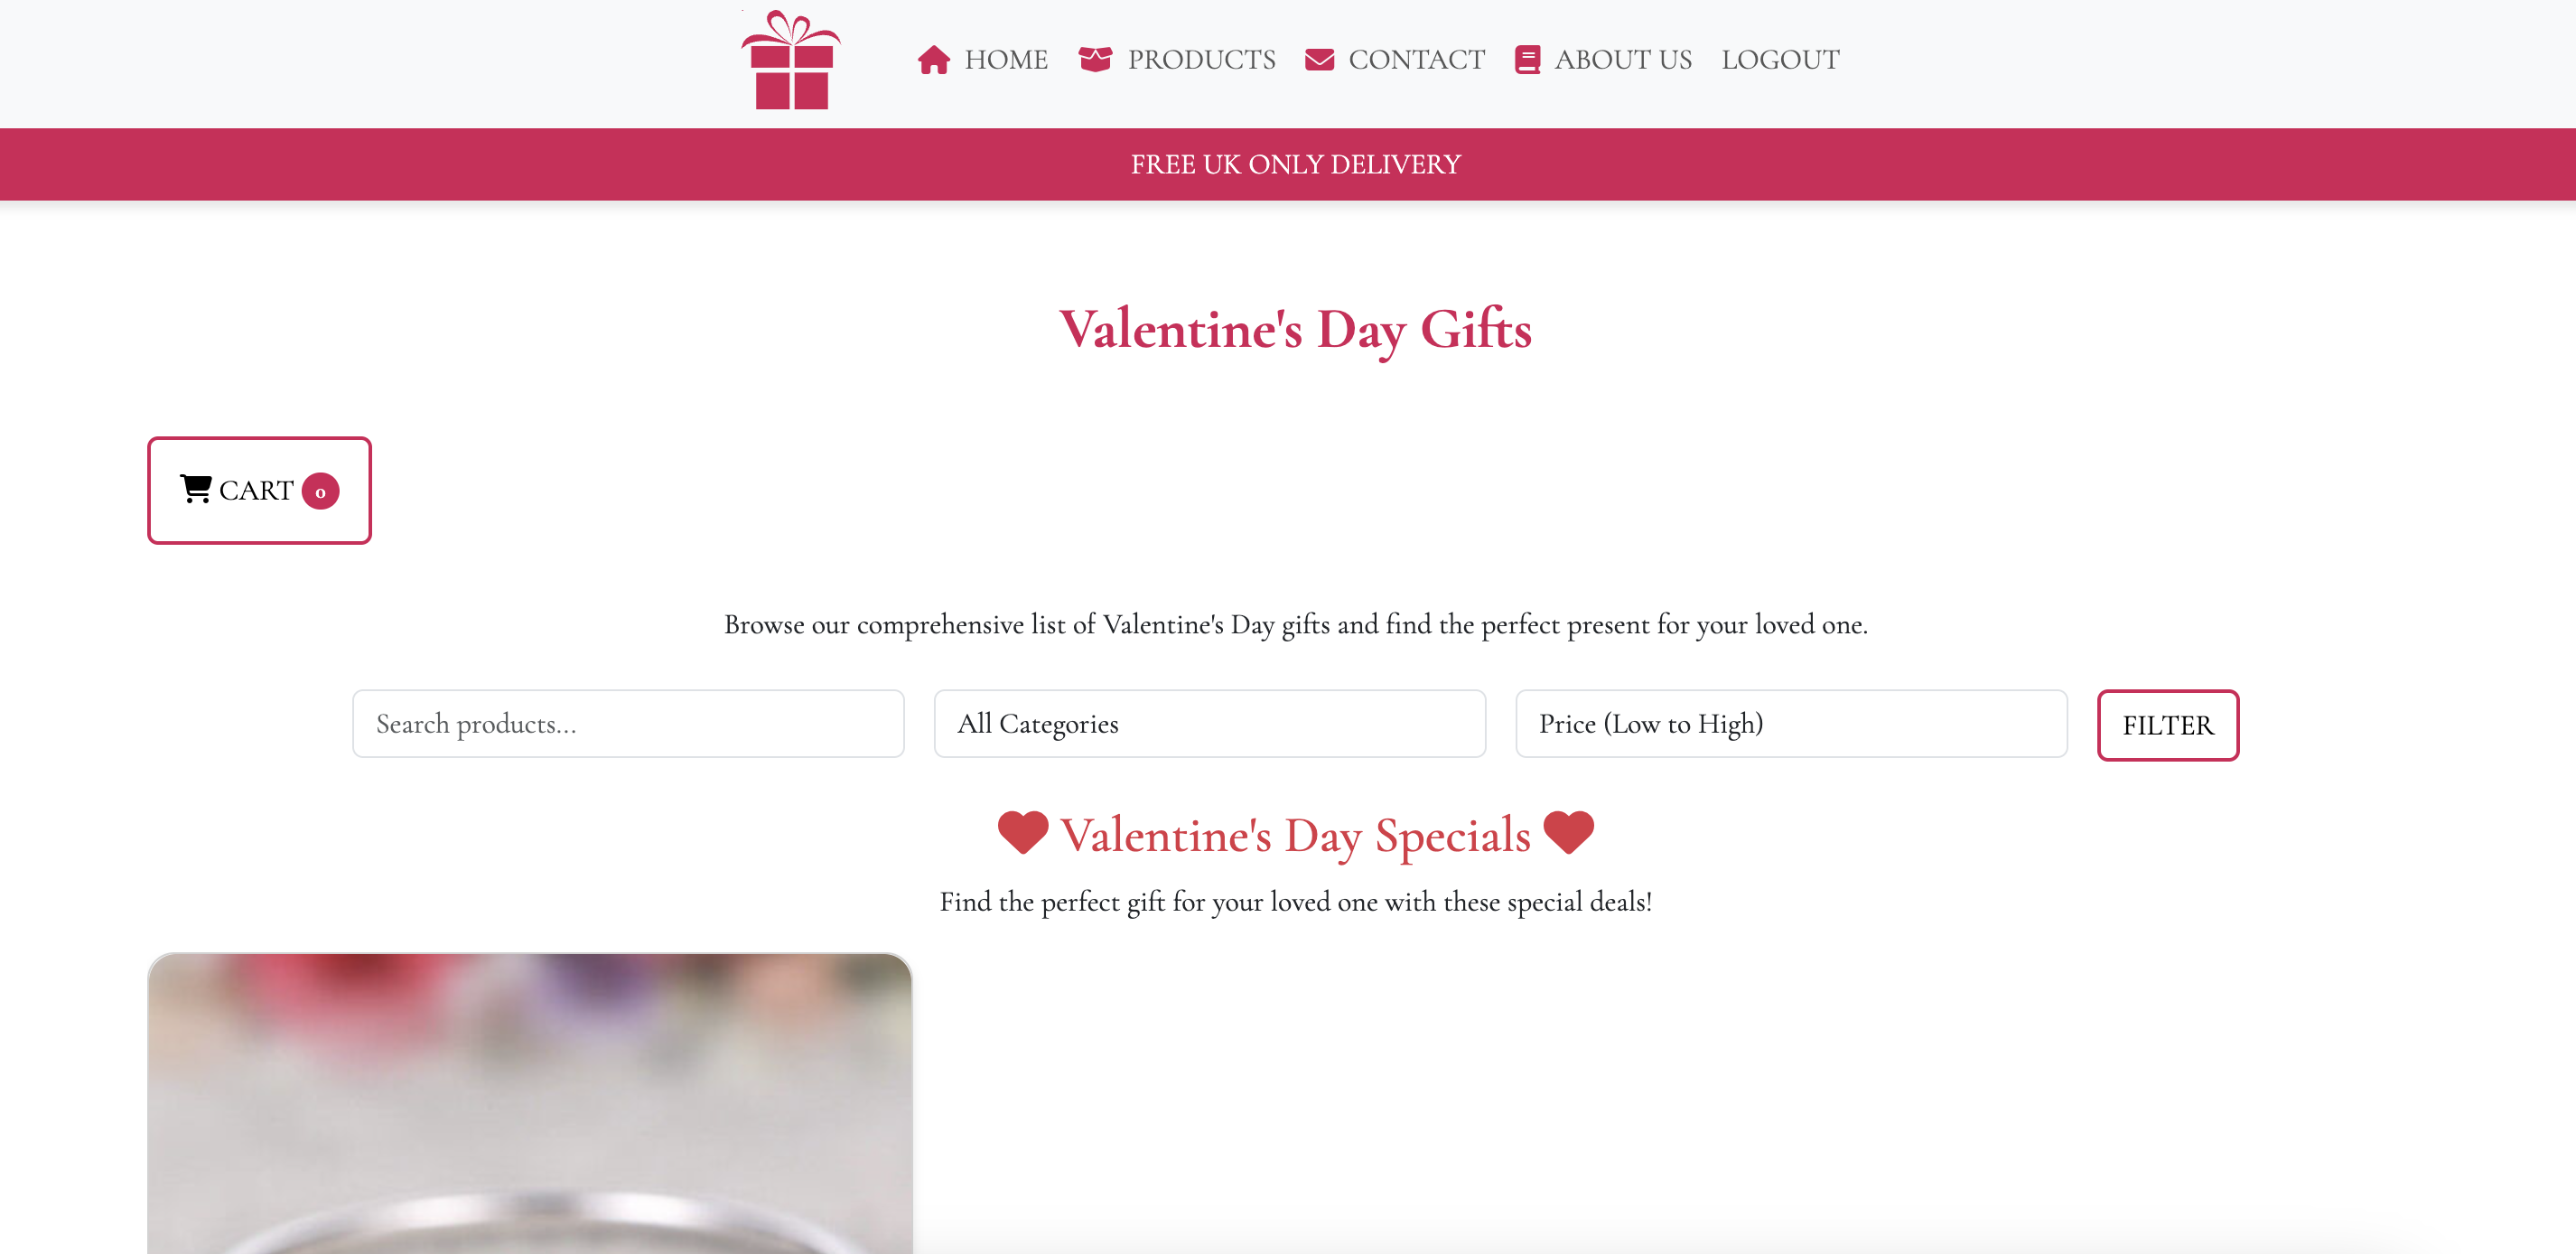 HOME PRODUCTS CONTACT ABOUT US LOGOUT
FREE UK ONLY DELIVERY
Valentine's Day Gifts
CART 0
Browse our comprehensive list of Valentine's Day gifts and find the perfect present for your loved one.
Search products... All Categories Price (Low to High) FILTER
Valentine's Day Specials
Find the perfect gift for your loved one with these special deals!